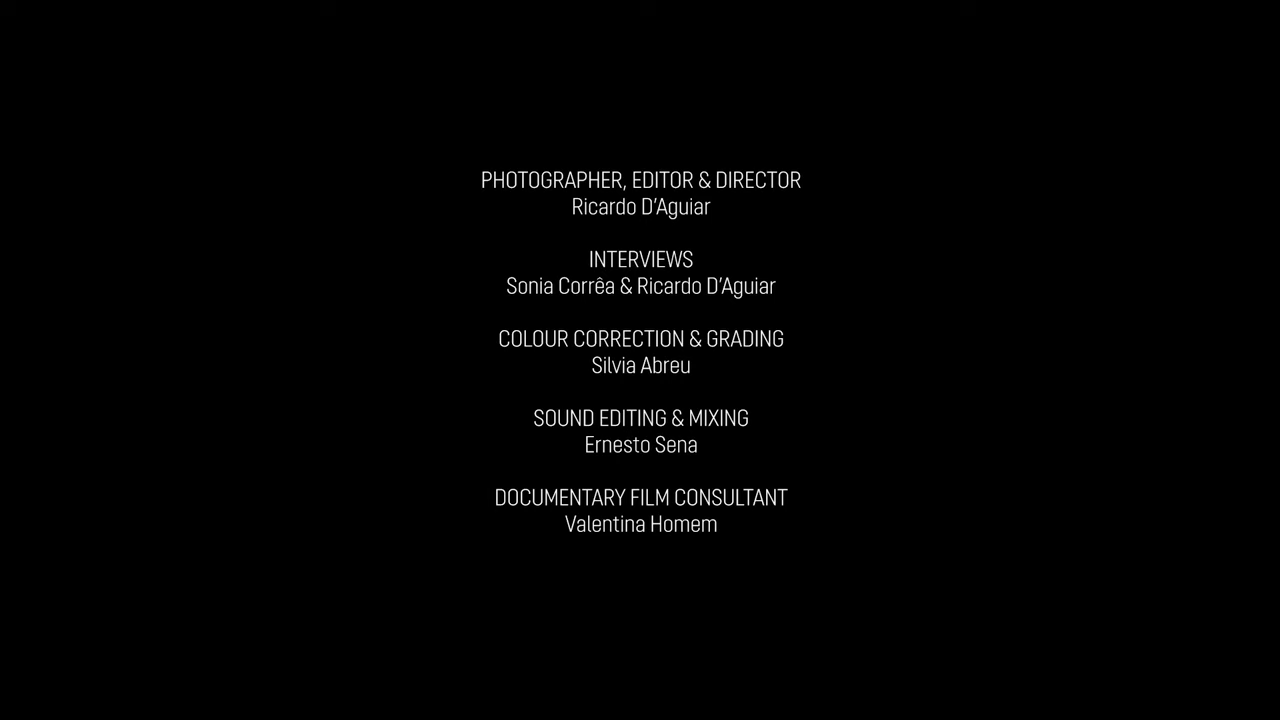 PHOTOGRAPHER, EDITOR & DIRECTOR
Ricardo D'Aguiar
INTERVIEWS
Sonia Corrêa & Ricardo D'Aguiar
COLOUR CORRECTION & GRADING
Silvia Abreu
SOUND EDITING & MIXING
Ernesto Sena
DOCUMENTARY FILM CONSULTANT
Valentina Homem